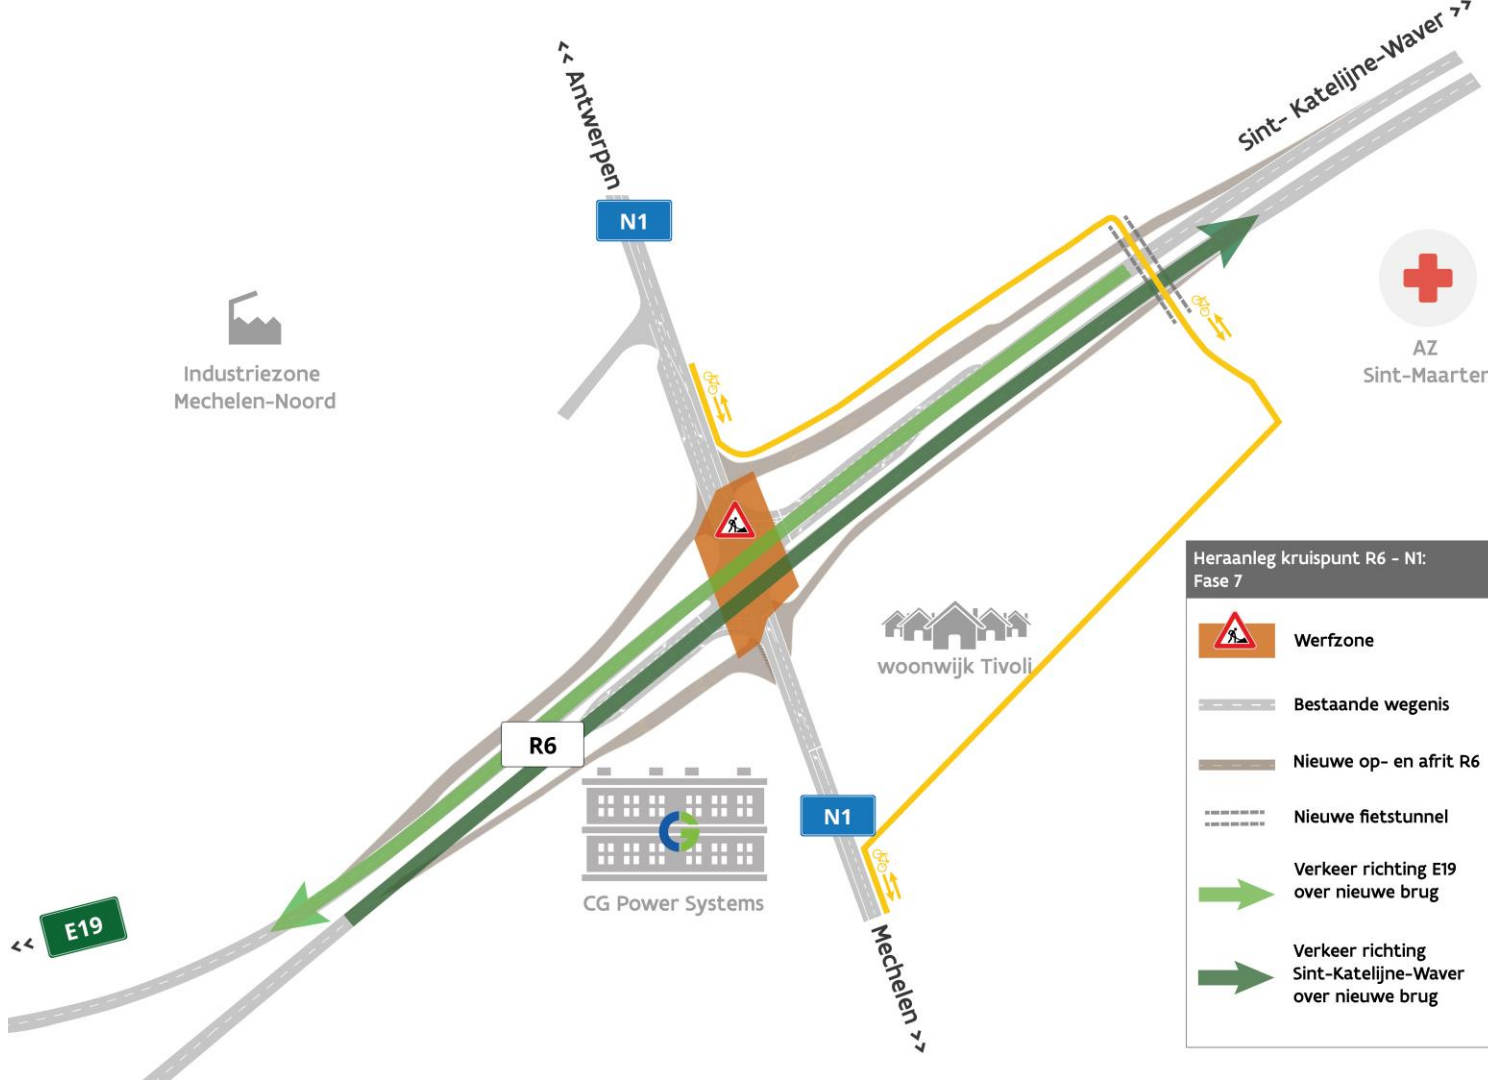 Sint- Katelijne-Waver >>
<< Antwerpen
N1
Industriezone
Mechelen-Noord
AZ
Sint-Maarten
woonwijk Tivoli
R6
N1
CG Power Systems
<< E19
Mechelen >>
Heraanleg kruispunt R6 - N1:
Fase 7
Werfzone
Bestaande wegenis
Nieuwe op- en afrit R6
Nieuwe fietstunnel
Verkeer richting E19
over nieuwe brug
Verkeer richting
Sint-Katelijne-Waver
over nieuwe brug